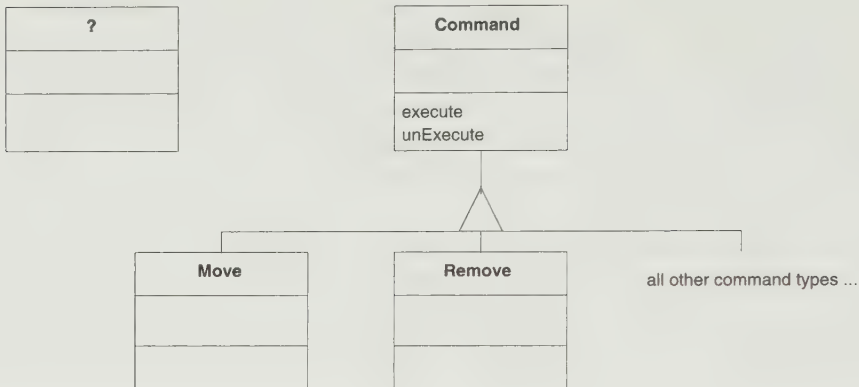 ?
Command
execute
unExecute
Move
Remove
all other command types ...